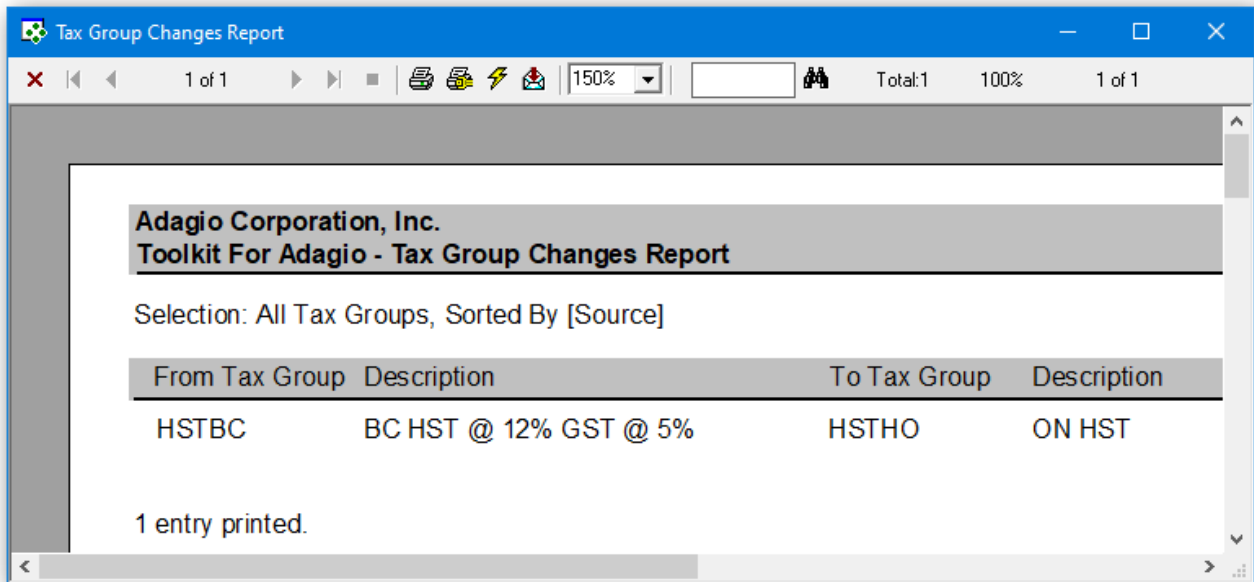 Tax Group Changes Report
1 of 1 150% Total:1 100% 1 of 1
Adagio Corporation, Inc.
Toolkit For Adagio - Tax Group Changes Report
Selection: All Tax Groups, Sorted By [Source]
From Tax Group Description To Tax Group Description
HSTBC BC HST @ 12% GST @ 5% HSTHO ON HST
1 entry printed.